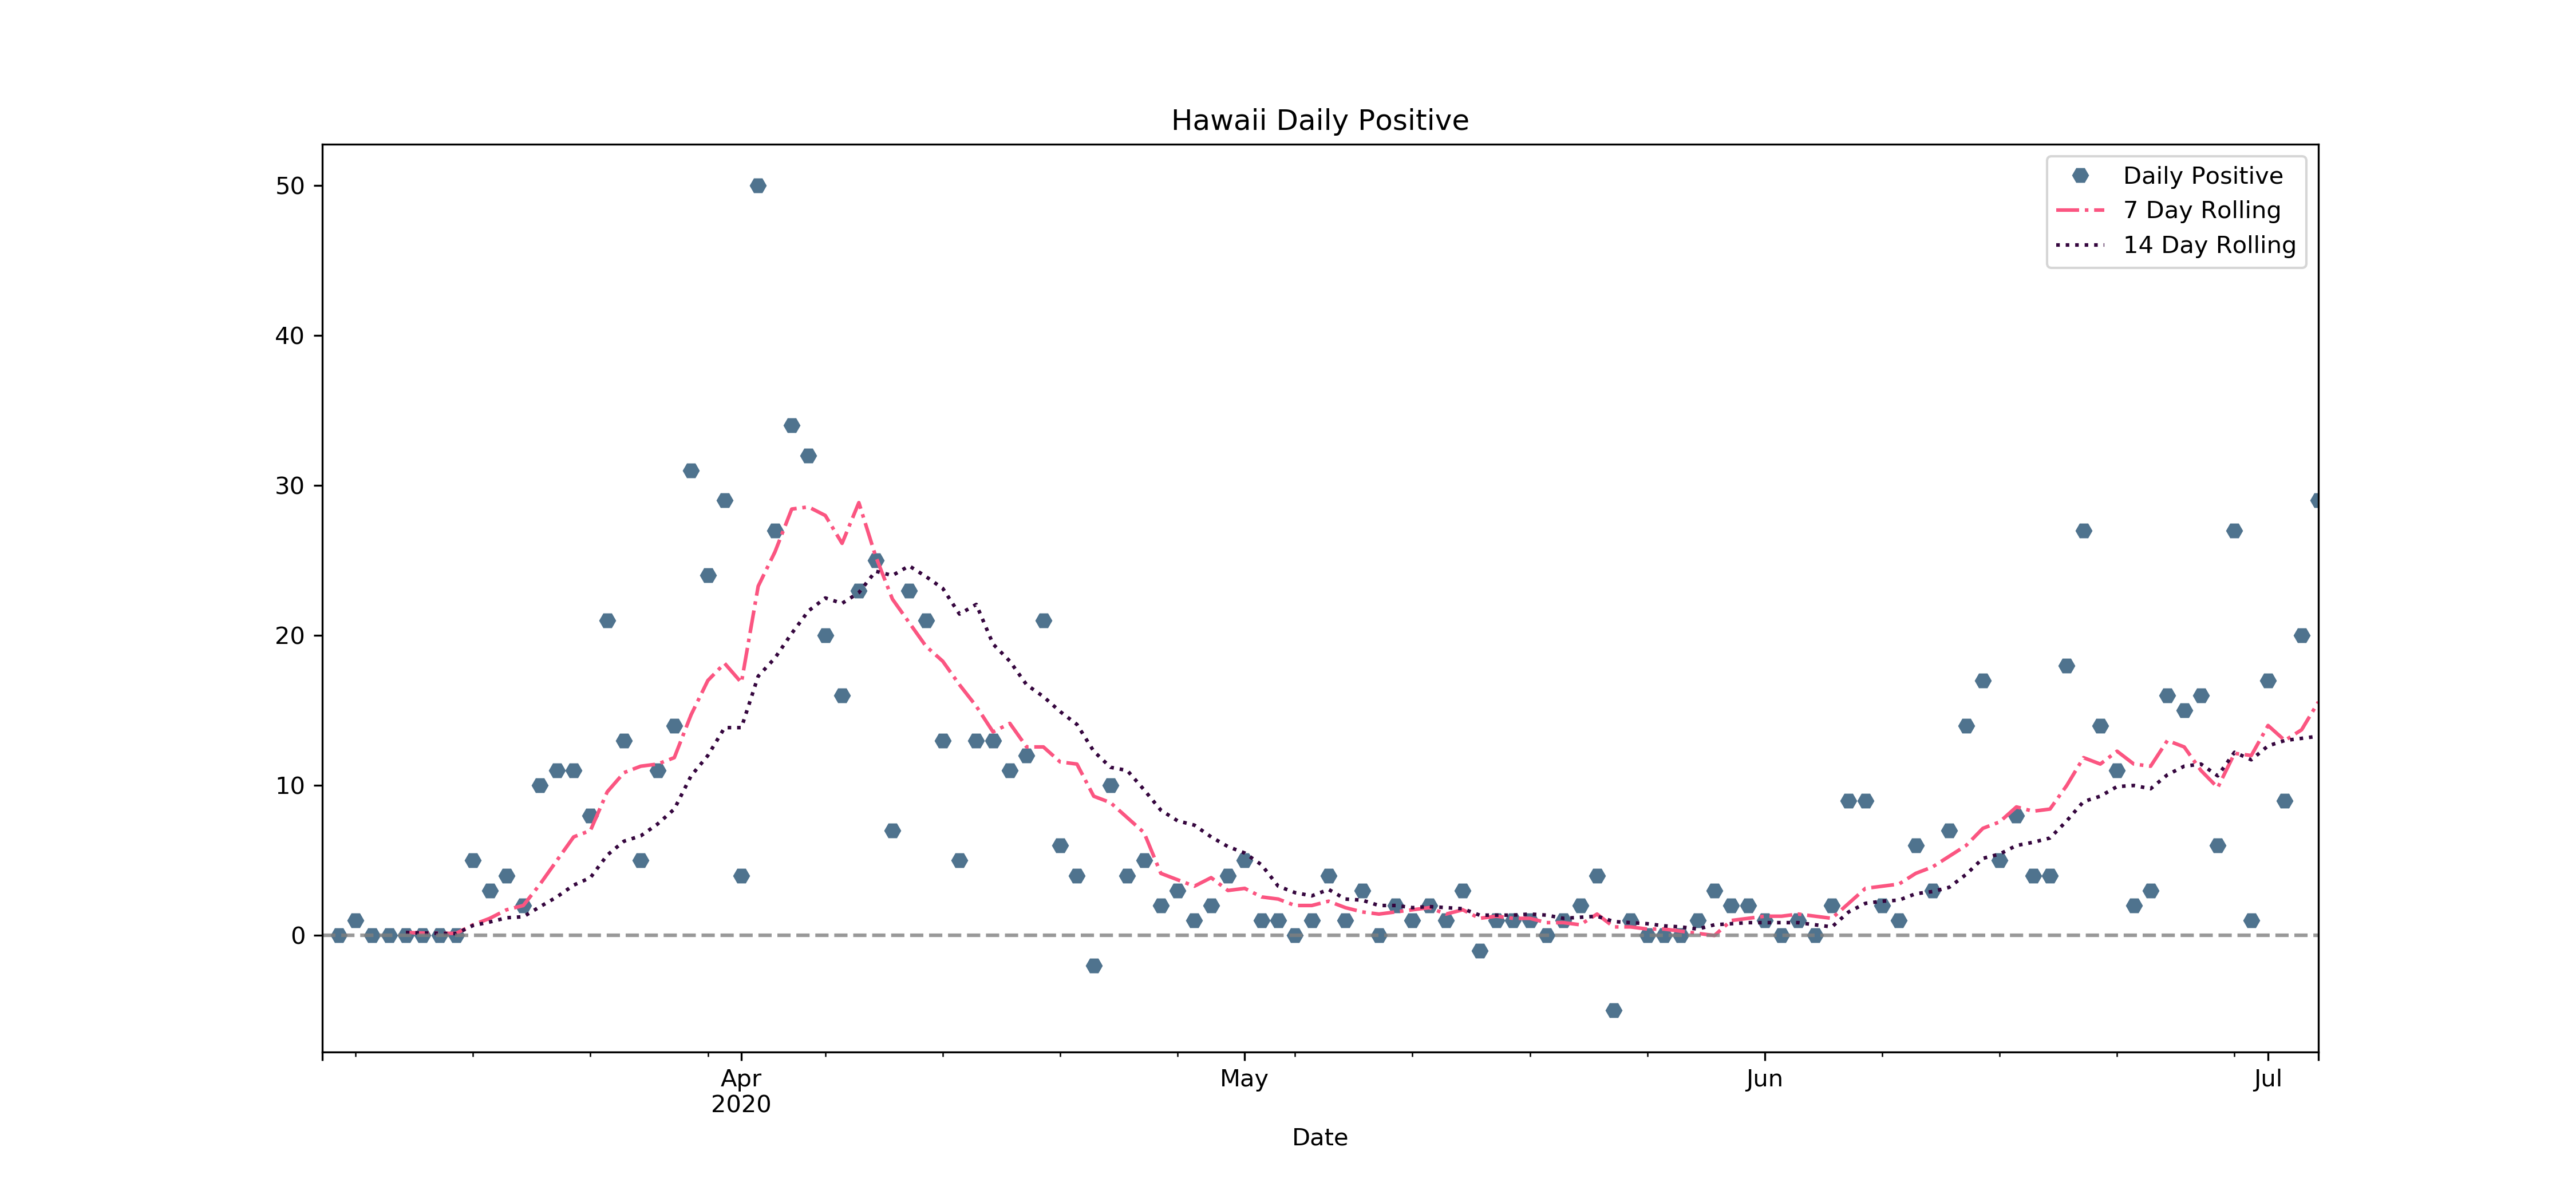 Hawaii Daily Positive
50
40
30
20
10
0
Daily Positive
7 Day Rolling
14 Day Rolling
Apr
2020
May
Jun
Jul
Date